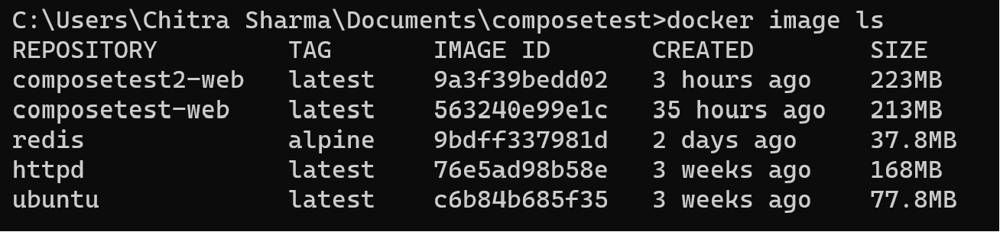 C:\Users\Chitra Sharma\Documents\composetest>docker image ls
REPOSITORY         TAG       IMAGE ID       CREATED        SIZE
composetest2-web   latest    9a3f39bedd02   3 hours ago    223MB
composetest-web    latest    563240e99e1c   35 hours ago   213MB
redis              alpine    9bdff337981d   2 days ago     37.8MB
httpd              latest    76e5ad98b58e   3 weeks ago    168MB
ubuntu             latest    c6b84b685f35   3 weeks ago    77.8MB